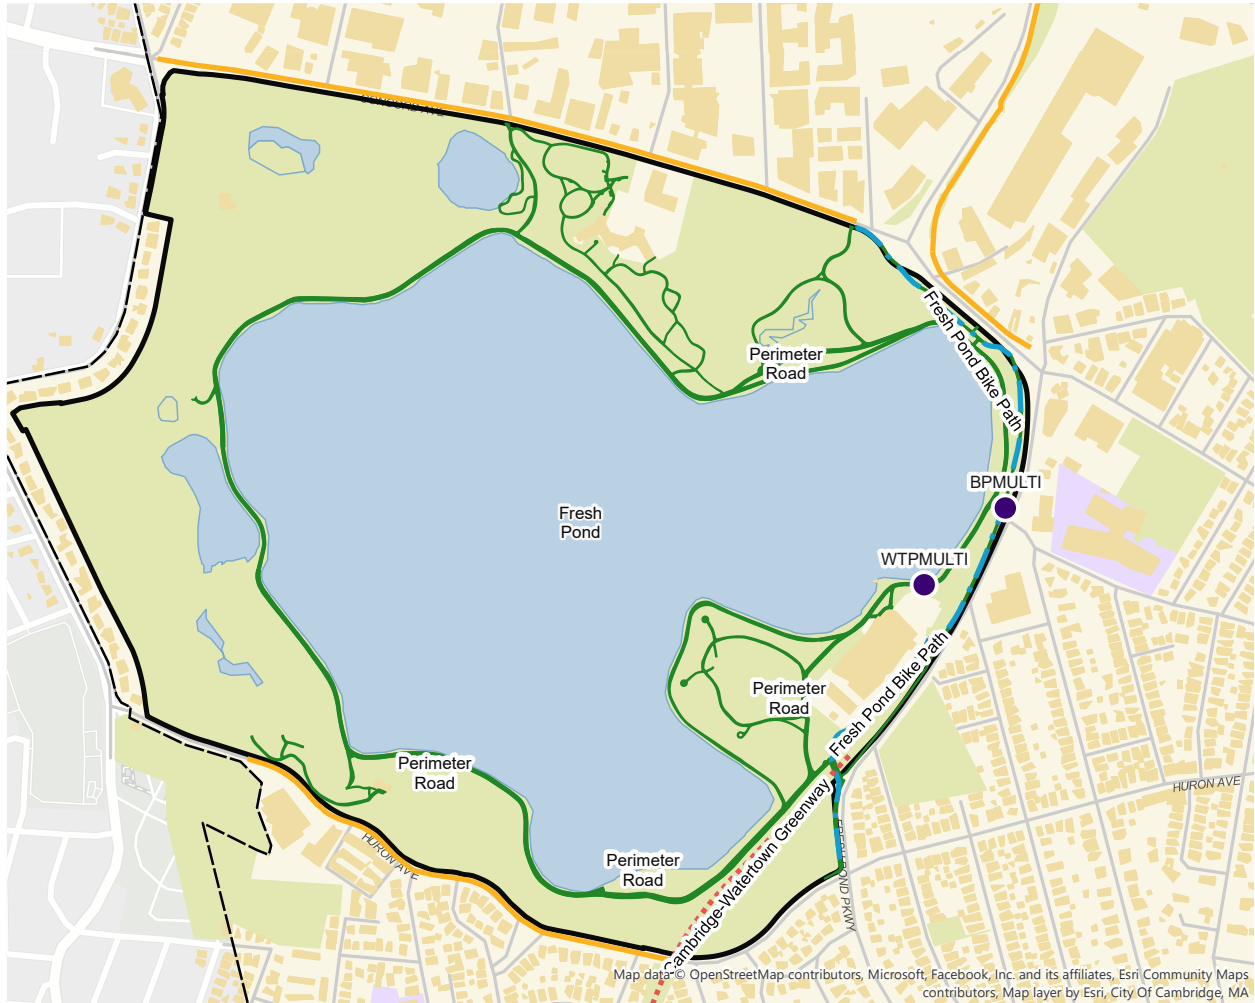 CONCORD AVE
Fresh Pond Bike Path
Perimeter
Road
BPMULTI
Fresh
Pond
WTPMULTI
Fresh Pond Bike Path
Perimeter
Road
Perimeter
Road
HURON AVE
Cambridge-Watertown Greenway
FRESH POND PKWY
HURON AVE
Perimeter
Road
Map data © OpenStreetMap contributors, Microsoft, Facebook, Inc. and its affiliates, Esri Community Maps
contributors, Map layer by Esri, City Of Cambridge, MA